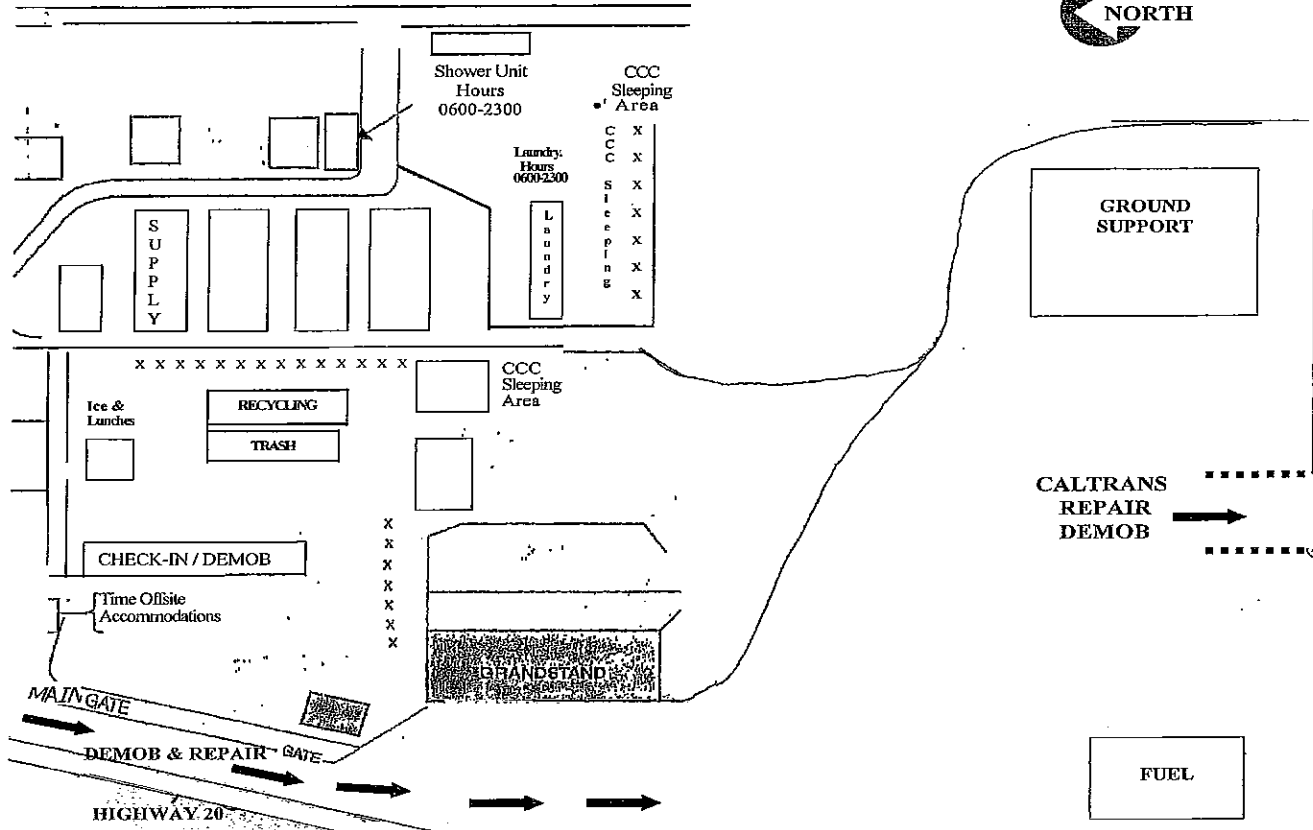 NORTH
Shower Unit
Hours
0600-2300
CCC
Sleeping
Area
Laundry
Hours
0600-2300
CCC Sleeping
X
X
X
X
X
X
X
Laundry
SUPPLY
GROUND
SUPPORT
X X X X X X X X X X X X X X
CCC
Sleeping
Area
Ice &
Lunches
RECYCLING
TRASH
CALTRANS
REPAIR
DEMOB
X
X
X
X
X
X
X
CHECK-IN / DEMOB
Time Offsite
Accommodations
GRANDSTAND
MAIN GATE
DEMOB & REPAIR
GATE
HIGHWAY 20
FUEL